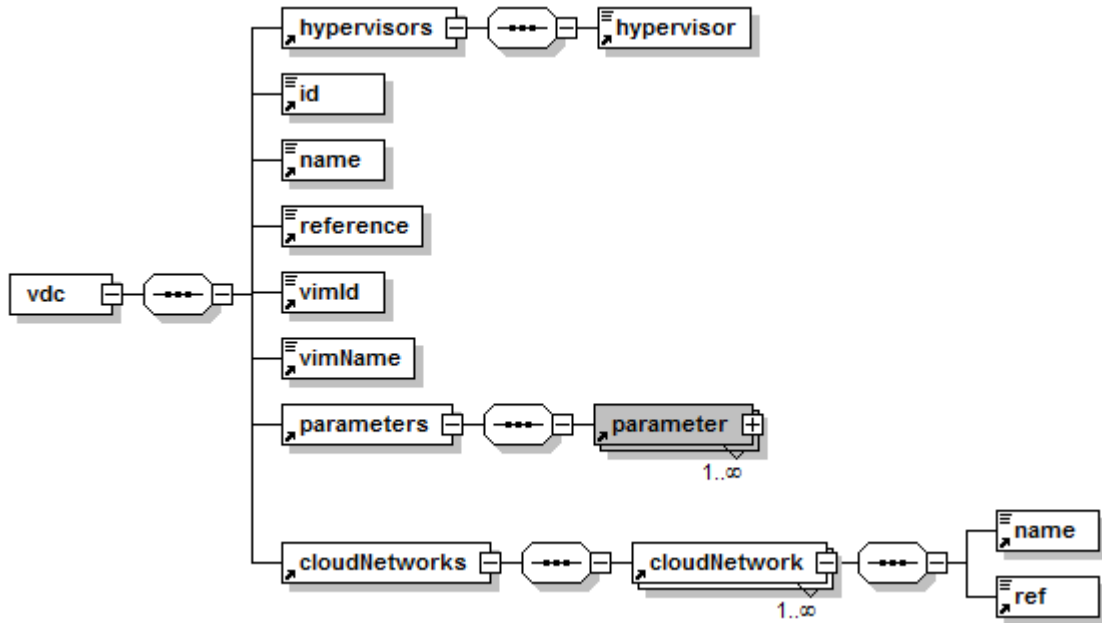 hypervisors
hypervisor
id
name
reference
vdc
vimId
vimName
parameters
parameter
1..∞
cloudNetworks
cloudNetwork
1..∞
name
ref